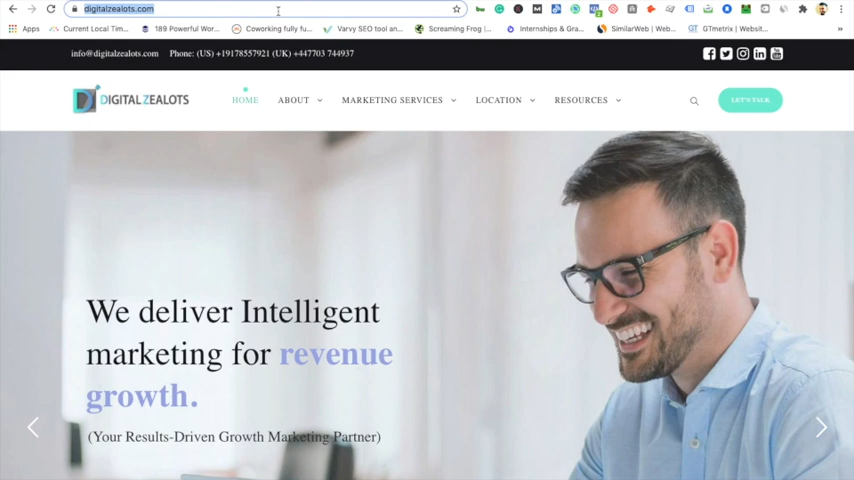 digitalzealots.com
Apps Current Local Tim... 189 Powerful Wor... Coworking fully fu... Varvy SEO tool an... Screaming Frog |... Internships & Gra... SimilarWeb | Web... GTmetrix | Websit... »
info@digitalzealots.com Phone: (US) +19178557921 (UK) +447703 744937
DIGITAL ZEALOTS HOME ABOUT MARKETING SERVICES LOCATION RESOURCES LET'S TALK
We deliver Intelligent
marketing for revenue
growth.
(Your Results-Driven Growth Marketing Partner)